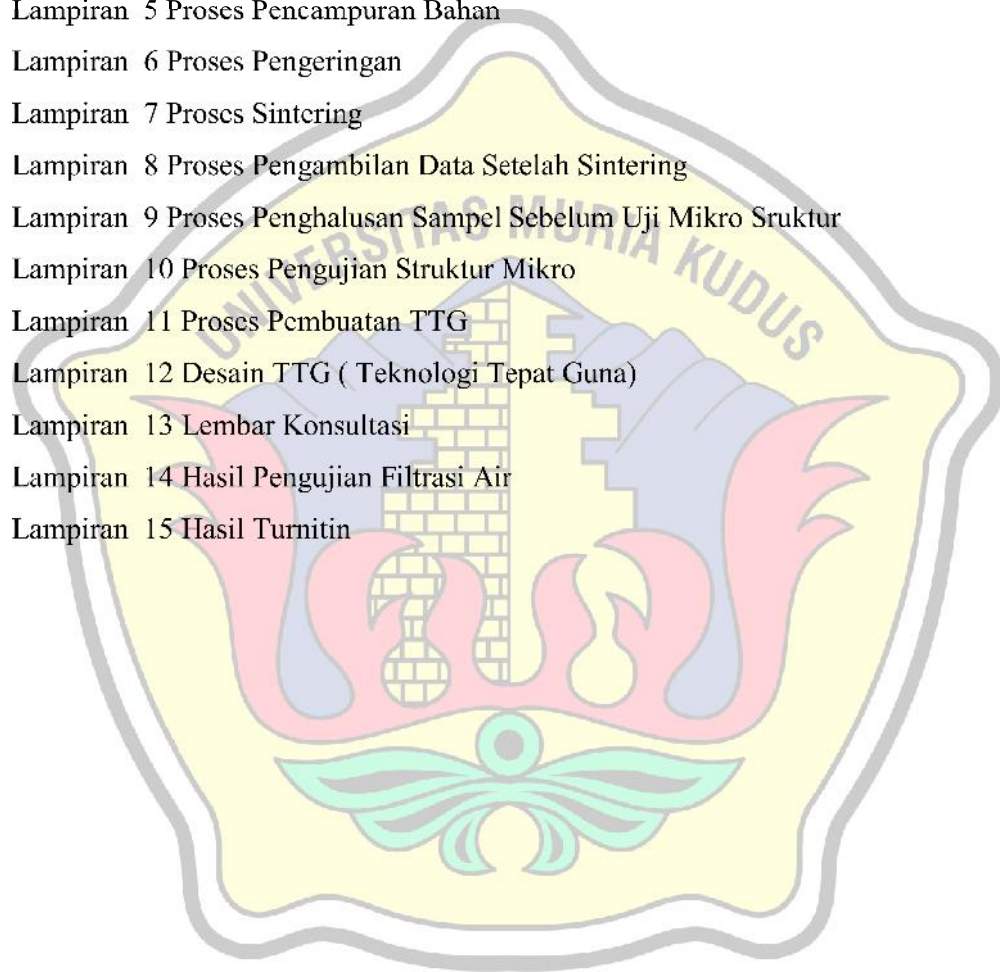 Lampiran 5 Proses Pencampuran Bahan
Lampiran 6 Proses Pengeringan
Lampiran 7 Proses Sintering
Lampiran 8 Proses Pengambilan Data Setelah Sintering
Lampiran 9 Proses Penghalusan Sampel Sebelum Uji Mikro Sruktur
Lampiran 10 Proses Pengujian Struktur Mikro
Lampiran 11 Proses Pembuatan TTG
Lampiran 12 Desain TTG ( Teknologi Tepat Guna)
Lampiran 13 Lembar Konsultasi
Lampiran 14 Hasil Pengujian Filtrasi Air
Lampiran 15 Hasil Turnitin
UNIVERSITAS MURIA KUDUS